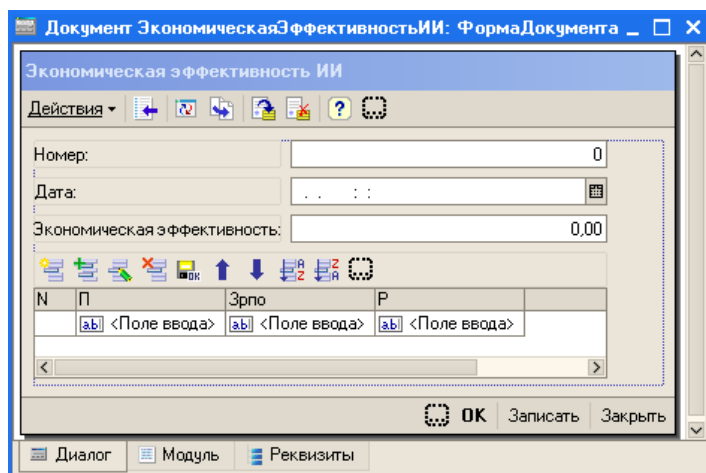 Документ ЭкономическаяЭффективностьИИ: ФормаДокумента
Экономическая эффективность ИИ
Действия
Номер: 0
Дата: . . : :
Экономическая эффективность: 0,00
N П Зрпо Р
<Поле ввода> <Поле ввода> <Поле ввода>
OK Записать Закрыть
Диалог Модуль Реквизиты